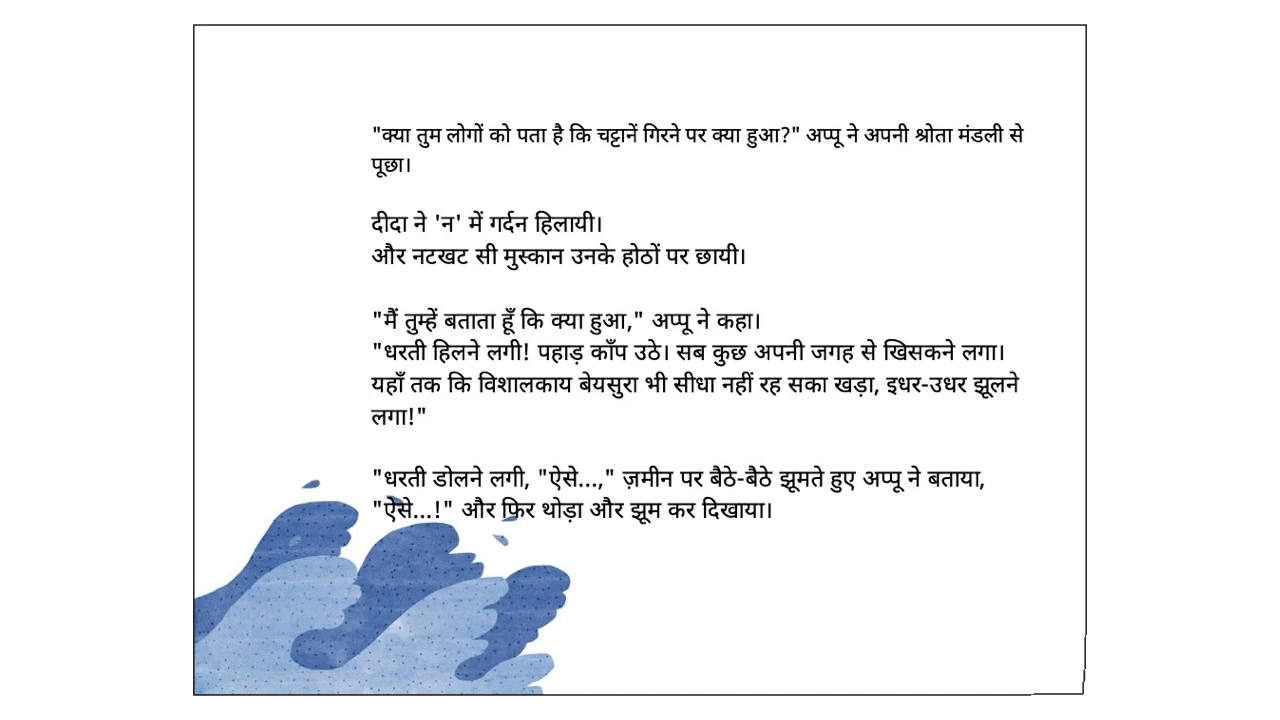 "क्या तुम लोगों को पता है कि चट्टानें गिरने पर क्या हुआ?" अप्पू ने अपनी श्रोता मंडली से
पूछा।
दीदा ने 'न' में गर्दन हिलायी।
और नटखट सी मुस्कान उनके होठों पर छायी।
"मैं तुम्हें बताता हूँ कि क्या हुआ," अप्पू ने कहा।
"धरती हिलने लगी! पहाड़ काँप उठे। सब कुछ अपनी जगह से खिसकने लगा।
यहाँ तक कि विशालकाय बेयसुरा भी सीधा नहीं रह सका खड़ा, इधर-उधर झूलने
लगा!"
"धरती डोलने लगी, "ऐसे...," ज़मीन पर बैठे-बैठे झूमते हुए अप्पू ने बताया,
"ऐसे...!" और फिर थोड़ा और झूम कर दिखाया।